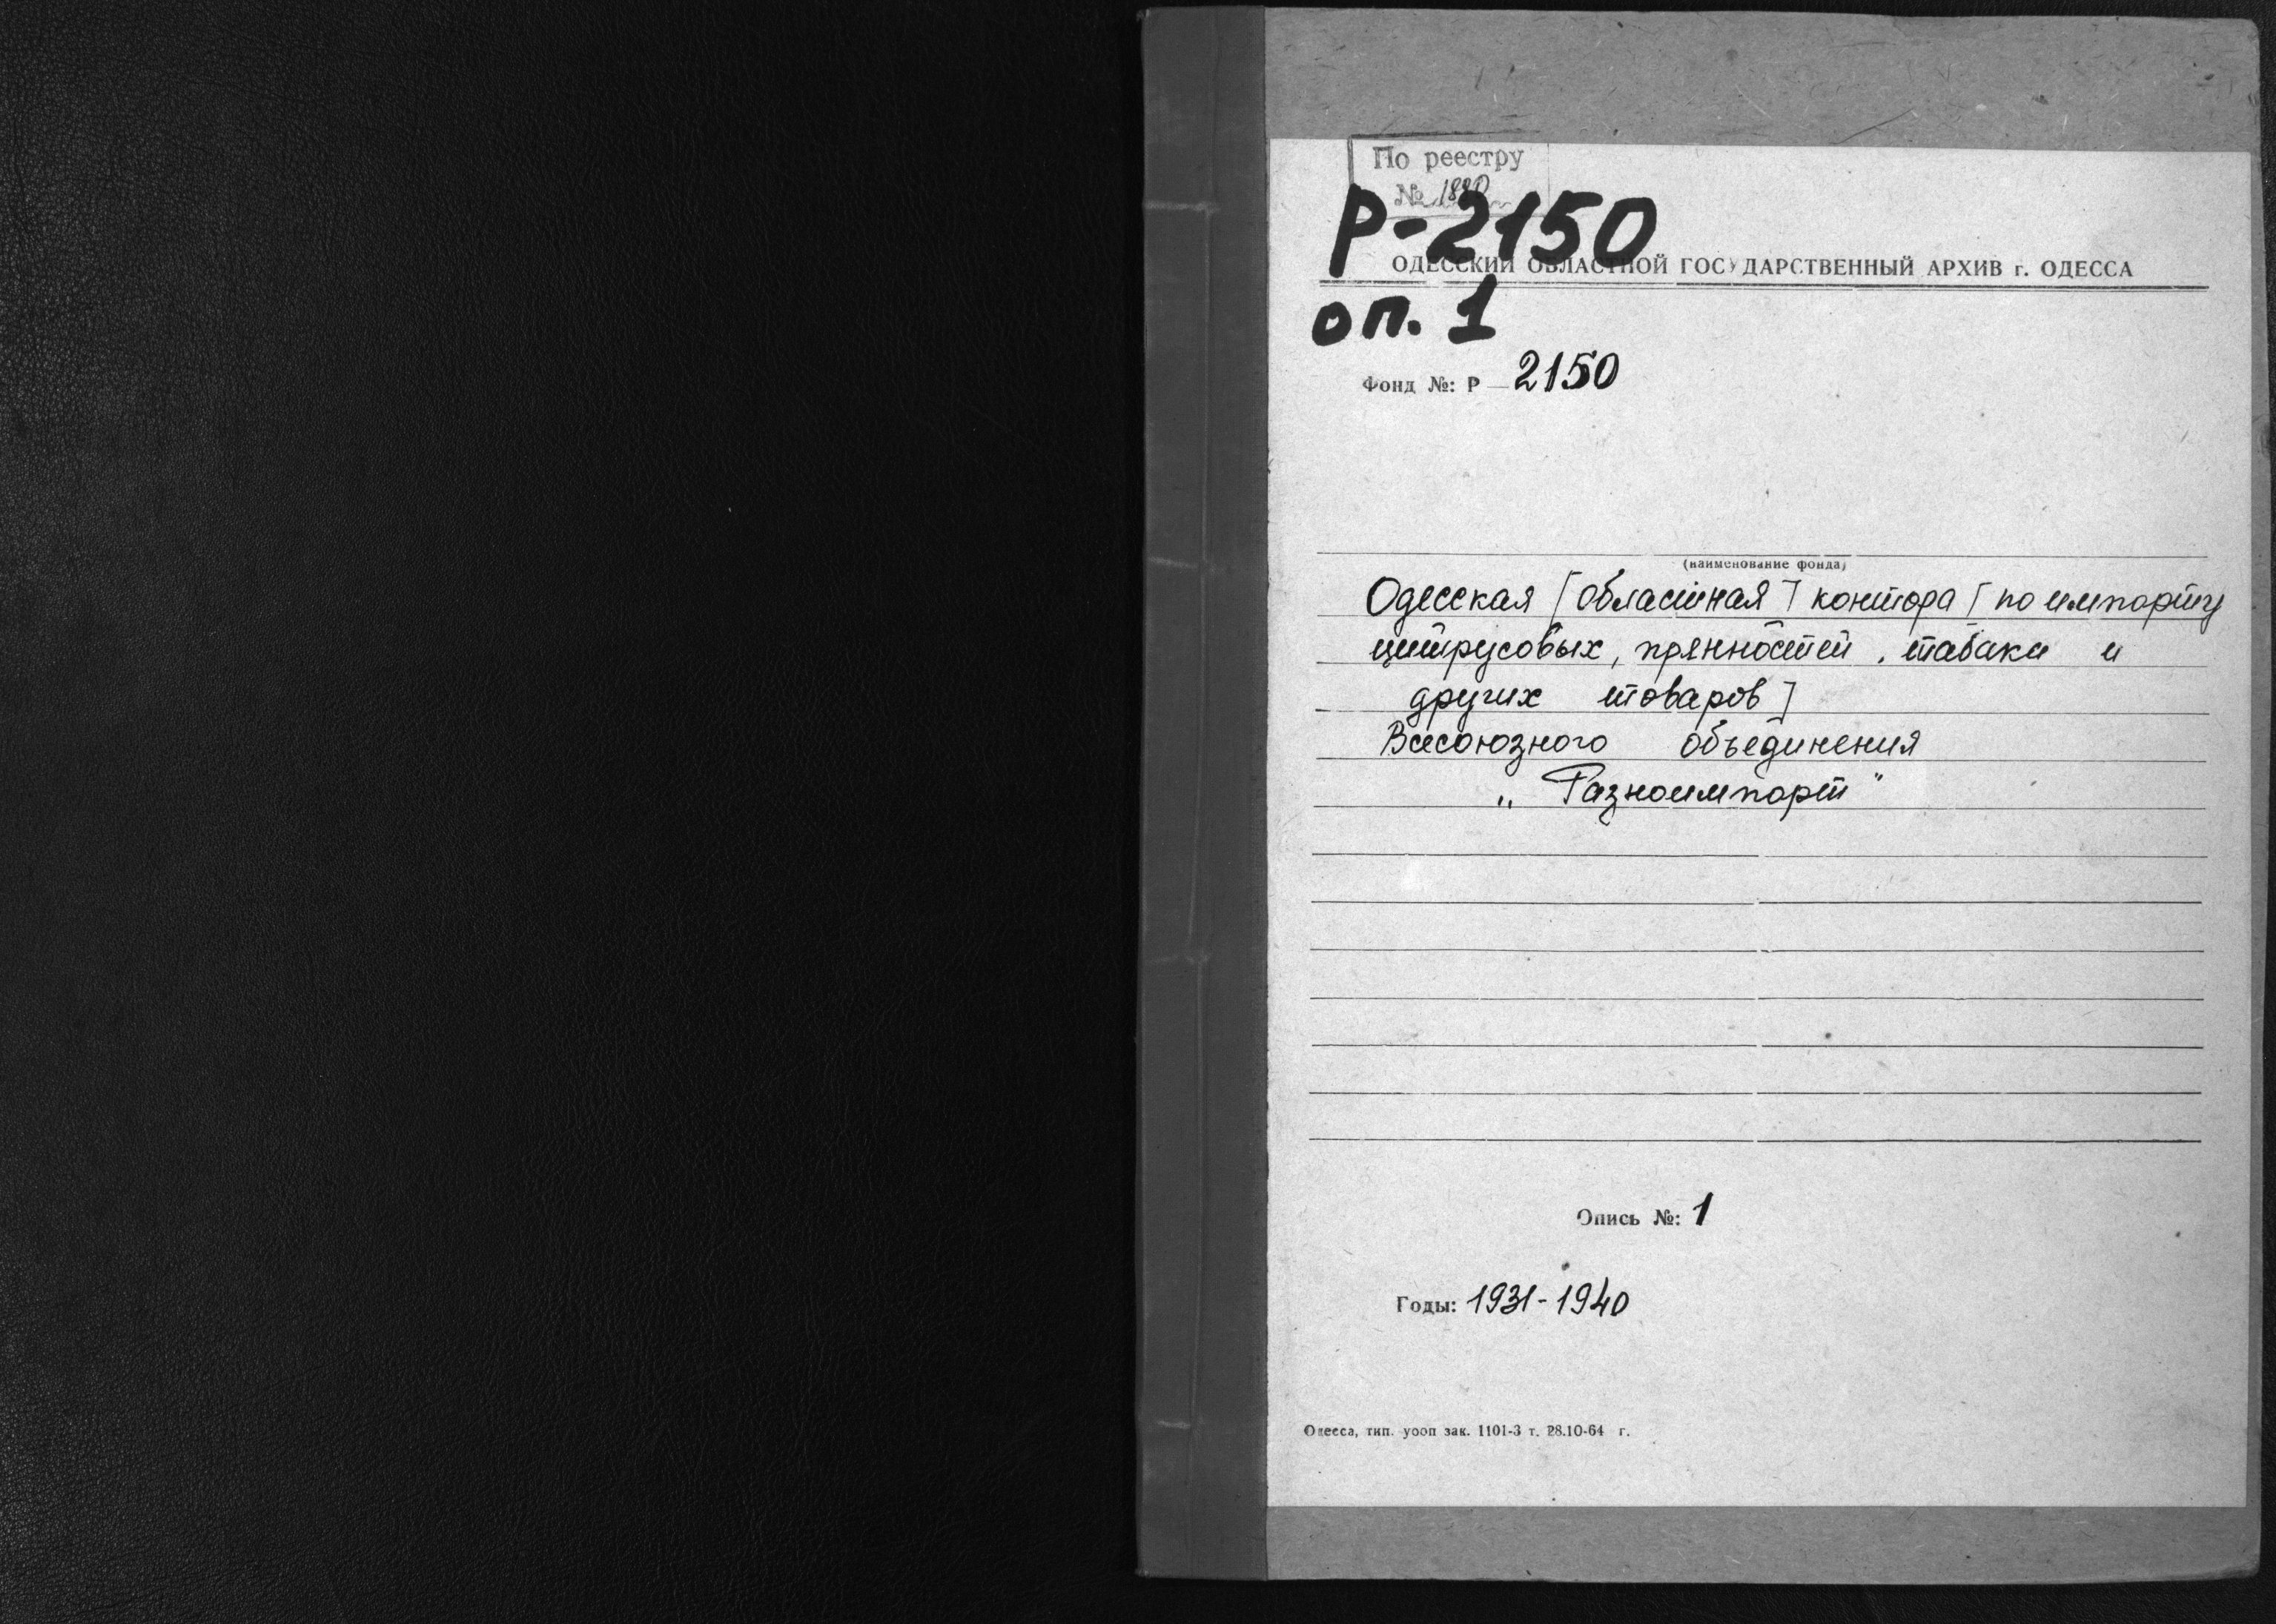 По реестру
№ 1880
Р-2150
ОДЕССКИЙ ОБЛАСТНОЙ ГОСУДАРСТВЕННЫЙ АРХИВ г. ОДЕССА
оп. 1
Фонд №: Р — 2150
(наименование фонда)
Одесская [областная] контора [по импорту
цитрусовых, пряностей, табака и
других товаров]
Всесоюзного объединения
„Разноимпорт"
Опись №: 1
Годы: 1931-1940
Одесса, тип. уооп зак. 1101-3 т. 28.10-64 г.